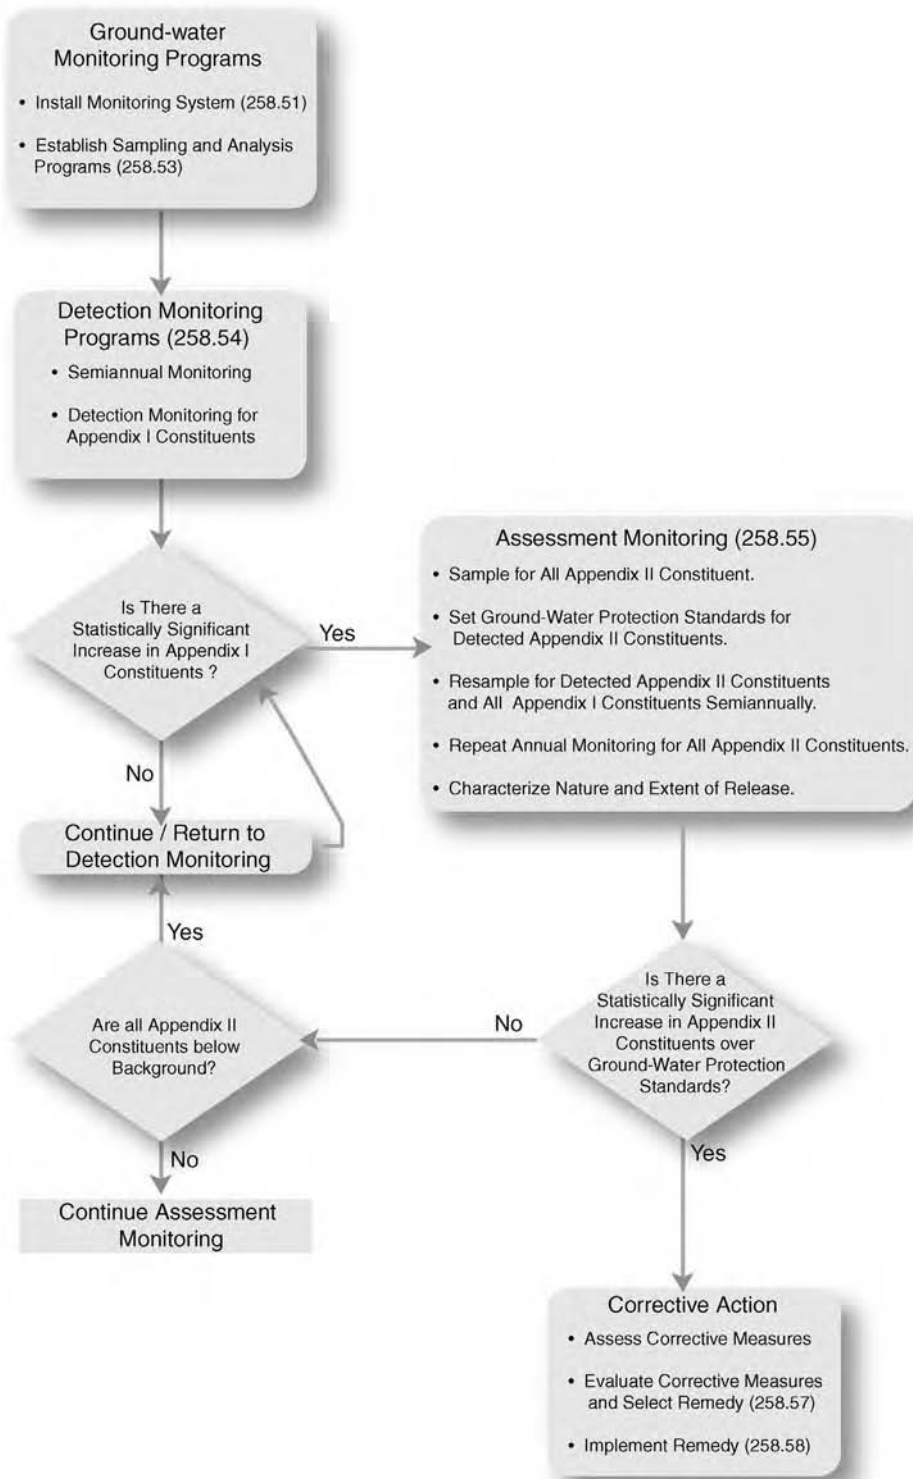 Ground-water
Monitoring Programs
• Install Monitoring System (258.51)
• Establish Sampling and Analysis
Programs (258.53)
Detection Monitoring
Programs (258.54)
• Semiannual Monitoring
• Detection Monitoring for
Appendix I Constituents
Is There a
Statistically Significant
Increase in Appendix I
Constituents ?
Yes
Assessment Monitoring (258.55)
• Sample for All Appendix II Constituent.
• Set Ground-Water Protection Standards for
Detected Appendix II Constituents.
• Resample for Detected Appendix II Constituents
and All Appendix I Constituents Semiannually.
• Repeat Annual Monitoring for All Appendix II Constituents.
• Characterize Nature and Extent of Release.
No
Continue / Return to
Detection Monitoring
Yes
Are all Appendix II
Constituents below
Background?
No
Is There a
Statistically Significant
Increase in Appendix II
Constituents over
Ground-Water Protection
Standards?
No
Continue Assessment
Monitoring
Yes
Corrective Action
• Assess Corrective Measures
• Evaluate Corrective Measures
and Select Remedy (258.57)
• Implement Remedy (258.58)